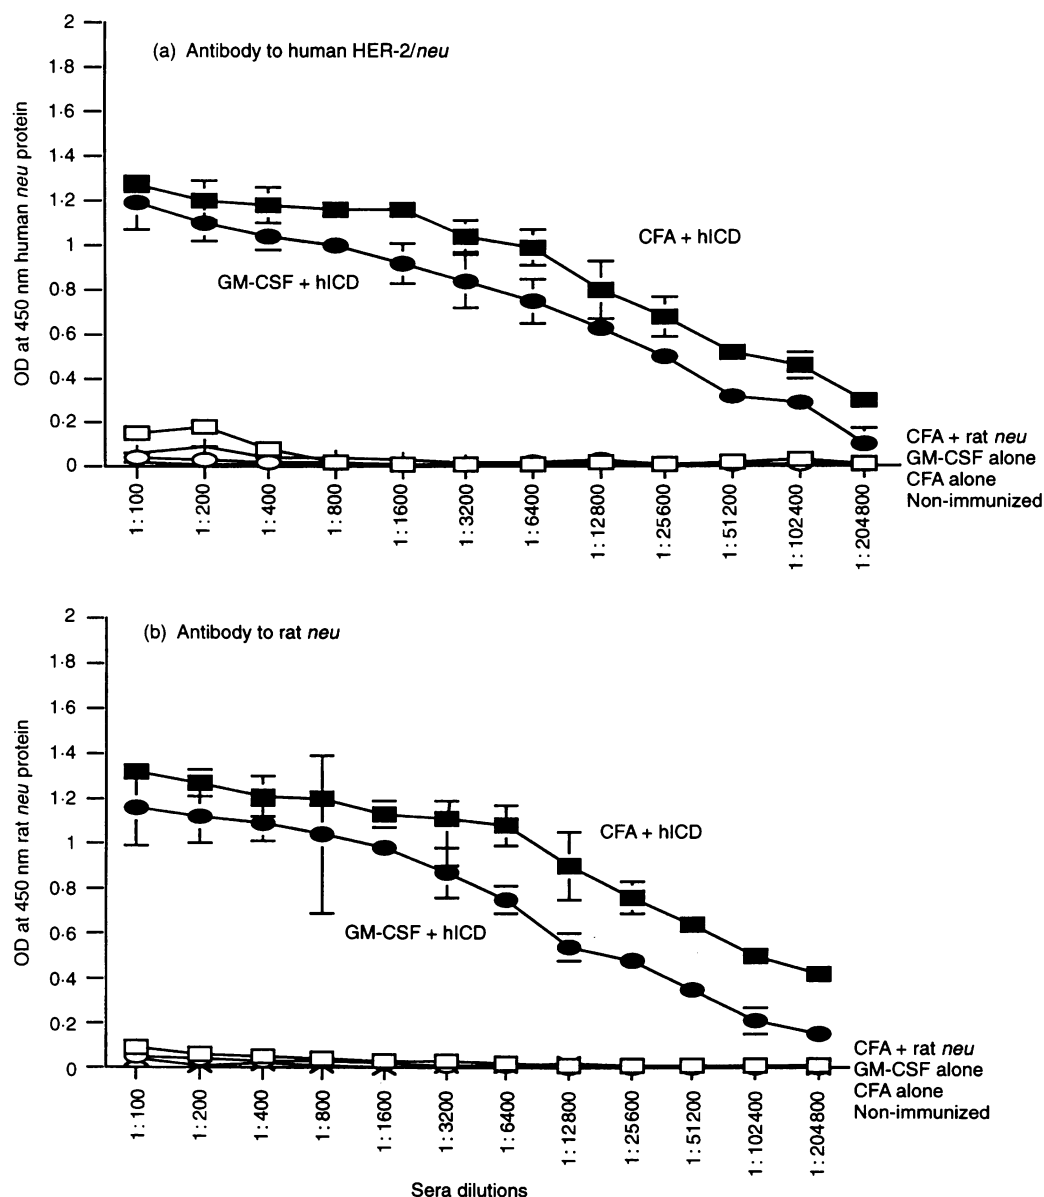 (a) Antibody to human HER-2/neu
OD at 450 nm human neu protein
2
1·8
1·6
1·4
1·2
1
0·8
0·6
0·4
0·2
0
CFA + hICD
GM-CSF + hICD
CFA + rat neu
GM-CSF alone
CFA alone
Non-immunized
1:100
1:200
1:400
1:800
1:1600
1:3200
1:6400
1:12800
1:25600
1:51200
1:102400
1:204800
(b) Antibody to rat neu
OD at 450 nm rat neu protein
2
1·8
1·6
1·4
1·2
1
0·8
0·6
0·4
0·2
0
CFA + hICD
GM-CSF + hICD
CFA + rat neu
GM-CSF alone
CFA alone
Non-immunized
1:100
1:200
1:400
1:800
1:1600
1:3200
1:6400
1:12800
1:25600
1:51200
1:102400
1:204800
Sera dilutions